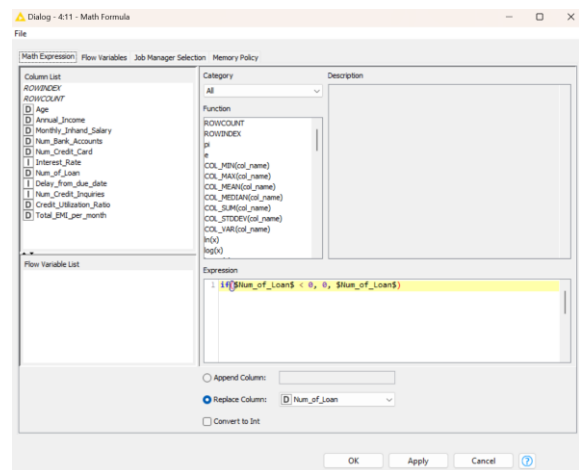 Dialog - 4:11 - Math Formula
File
Math Expression Flow Variables Job Manager Selection Memory Policy
Column List
ROWINDEX
ROWCOUNT
D Age
D Annual_Income
D Monthly_Inhand_Salary
D Num_Bank_Accounts
D Num_Credit_Card
I Interest_Rate
D Num_of_Loan
I Delay_from_due_date
I Num_Credit_Inquiries
D Credit_Utilization_Ratio
D Total_EMI_per_month
Flow Variable List
Category
All
Function
ROWCOUNT
ROWINDEX
pi
e
COL_MIN(col_name)
COL_MAX(col_name)
COL_MEAN(col_name)
COL_MEDIAN(col_name)
COL_SUM(col_name)
COL_STDDEV(col_name)
COL_VAR(col_name)
ln(x)
log(x)
Description
Expression
1 if($Num_of_Loan$ < 0, 0, $Num_of_Loan$)
Append Column:
Replace Column: D Num_of_Loan
Convert to Int
OK Apply Cancel ?